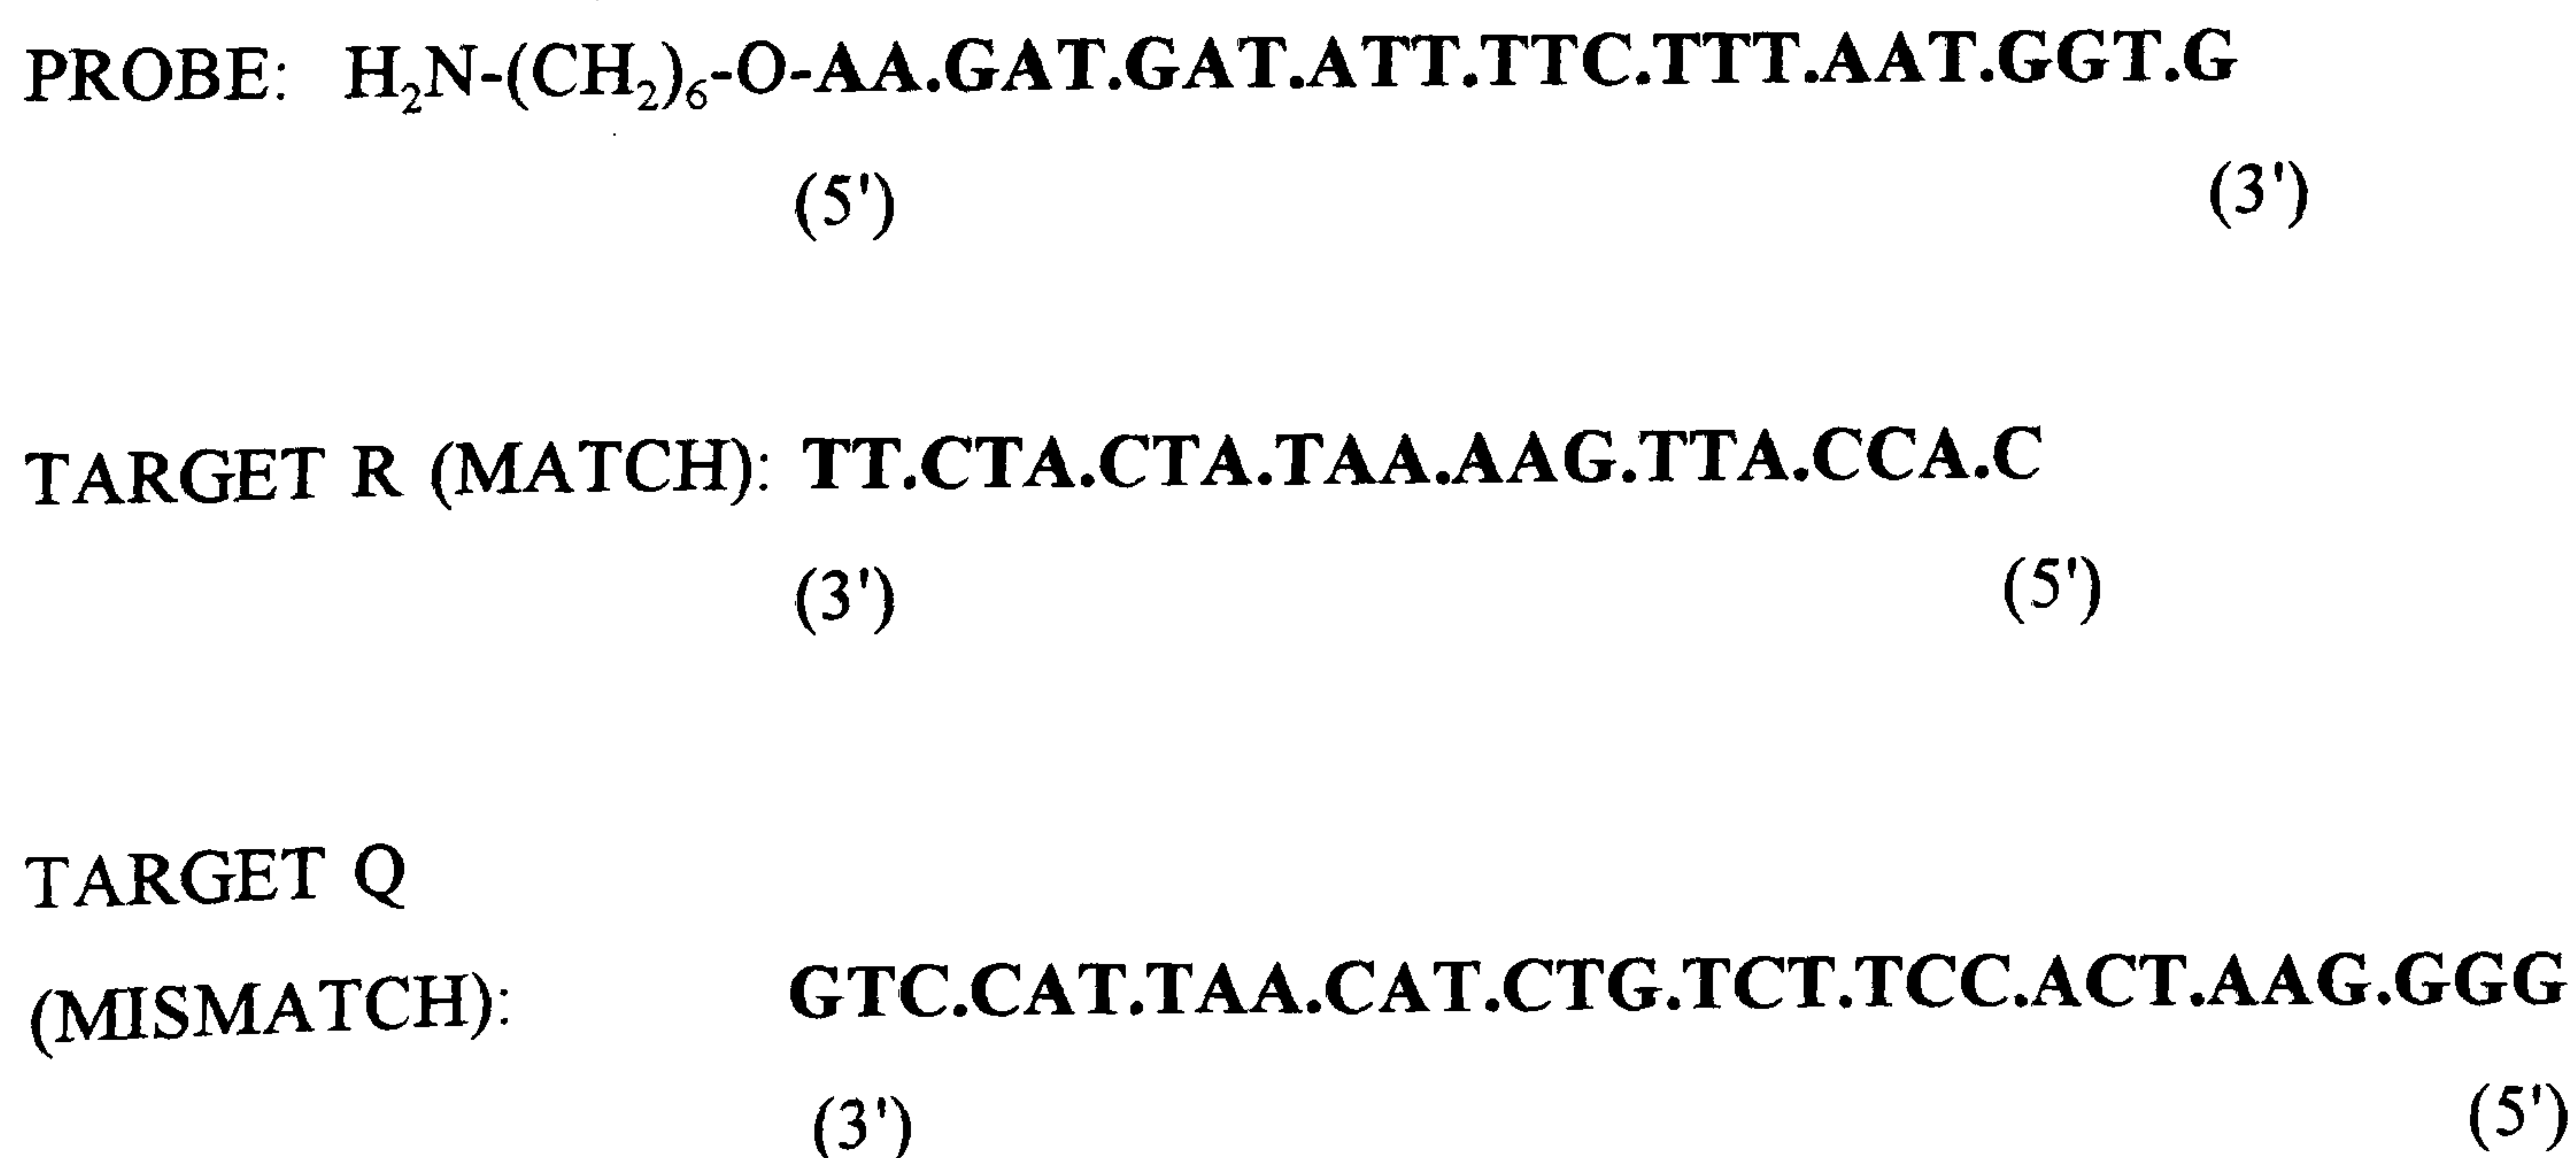 PROBE: H₂N-(CH₂)₆-O-AA.GAT.GAT.ATT.TTC.TTT.AAT.GGT.G
(5') (3')
TARGET R (MATCH): TT.CTA.CTA.TAA.AAG.TTA.CCA.C
(3') (5')
TARGET Q
(MISMATCH): GTC.CAT.TAA.CAT.CTG.TCT.TCC.ACT.AAG.GGG
(3') (5')